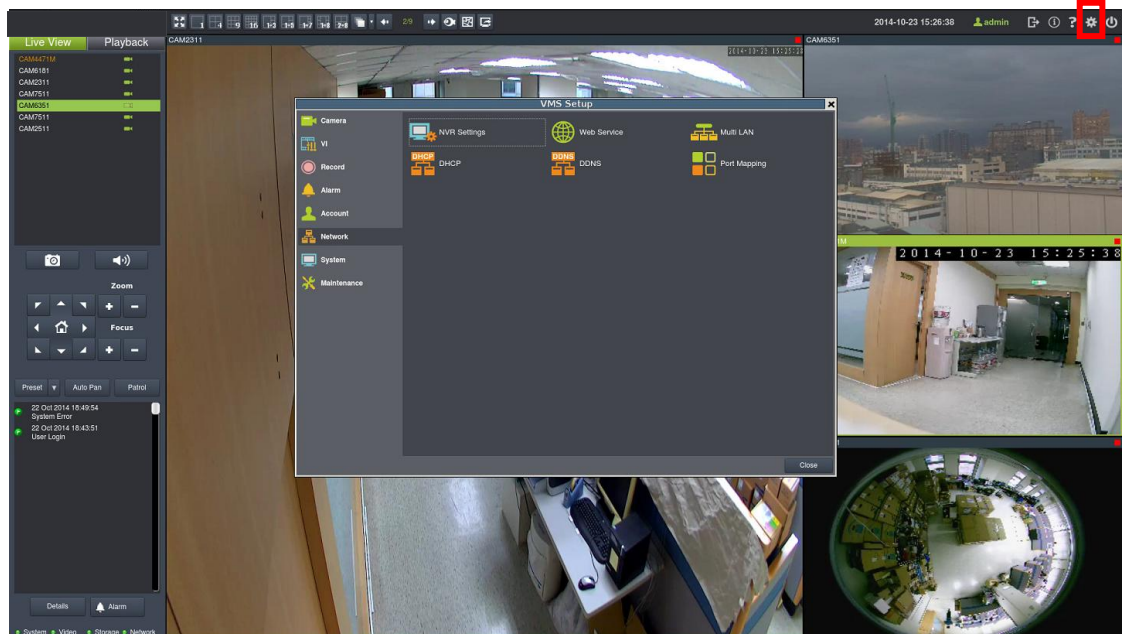 2/9
2014-10-23 15:26:38
admin
Live View
Playback
CAM4471M
CAM6181
CAM2311
CAM7511
CAM6351
CAM7511
CAM2511
Zoom
Focus
Preset
Auto Pan
Patrol
22 Oct 2014 18:49:54
System Error
22 Oct 2014 18:43:51
User Login
Details
Alarm
System
Video
Storage
Network
CAM2311
CAM6351
VMS Setup
Camera
VI
Record
Alarm
Account
Network
System
Maintenance
NVR Settings
Web Service
Multi LAN
DHCP
DHCP
DDNS
DDNS
Port Mapping
Close
2014-10-23 15:25:38